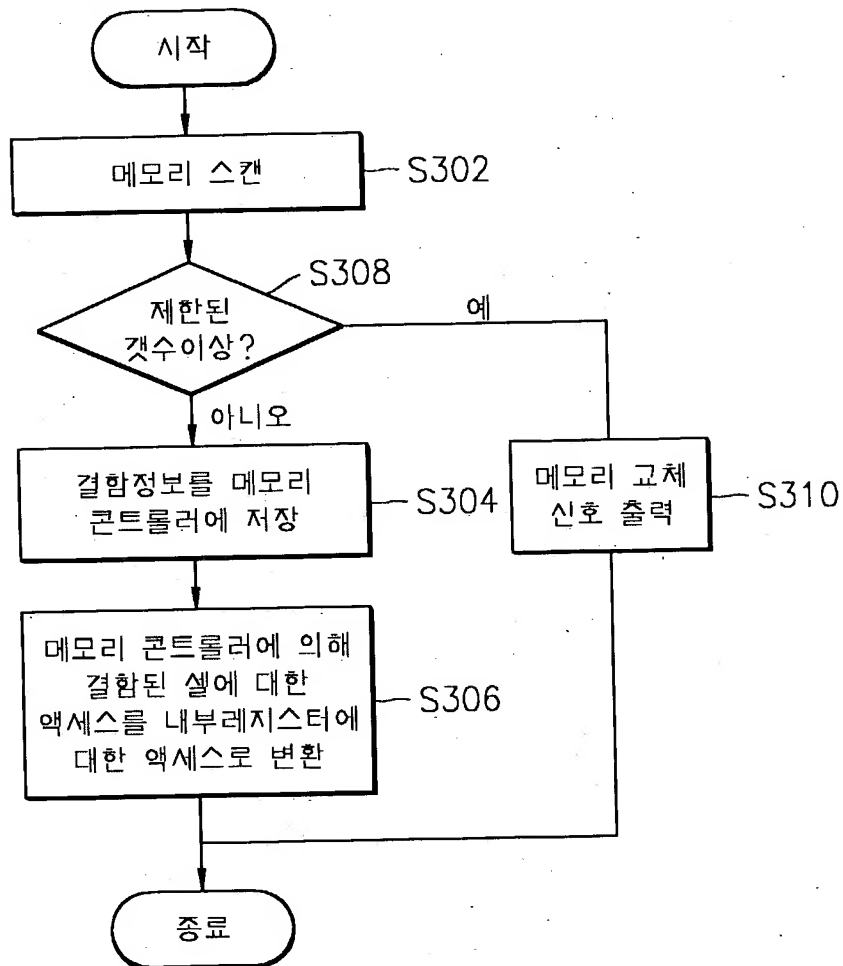 시작
메모리 스캔
S302
S308
제한된
갯수이상?
예
아니오
결함정보를 메모리
콘트롤러에 저장
S304
메모리 교체
신호 출력
S310
메모리 콘트롤러에 의해
결함된 셀에 대한
액세스를 내부레지스터에
대한 액세스로 변환
S306
종료